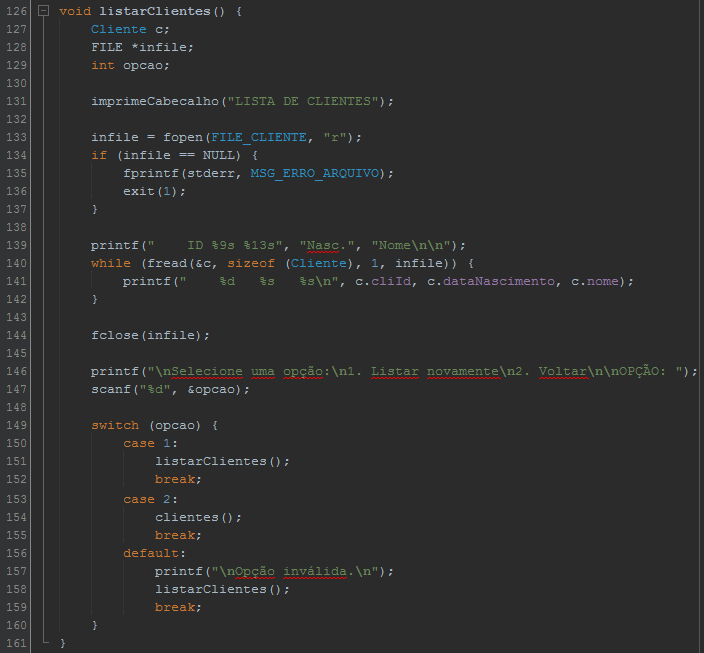 126 void listarClientes() {
127     Cliente c;
128     FILE *infile;
129     int opcao;
130
131     imprimeCabecalho("LISTA DE CLIENTES");
132
133     infile = fopen(FILE_CLIENTE, "r");
134     if (infile == NULL) {
135         fprintf(stderr, MSG_ERRO_ARQUIVO);
136         exit(1);
137     }
138
139     printf("    ID %9s %13s", "Nasc.", "Nome\n\n");
140     while (fread(&c, sizeof (Cliente), 1, infile)) {
141         printf("    %d   %s   %s\n", c.cliId, c.dataNascimento, c.nome);
142     }
143
144     fclose(infile);
145
146     printf("\nSelecione uma opção:\n1. Listar novamente\n2. Voltar\n\nOPÇÃO: ");
147     scanf("%d", &opcao);
148
149     switch (opcao) {
150         case 1:
151             listarClientes();
152             break;
153         case 2:
154             clientes();
155             break;
156         default:
157             printf("\nOpção inválida.\n");
158             listarClientes();
159             break;
160     }
161 }